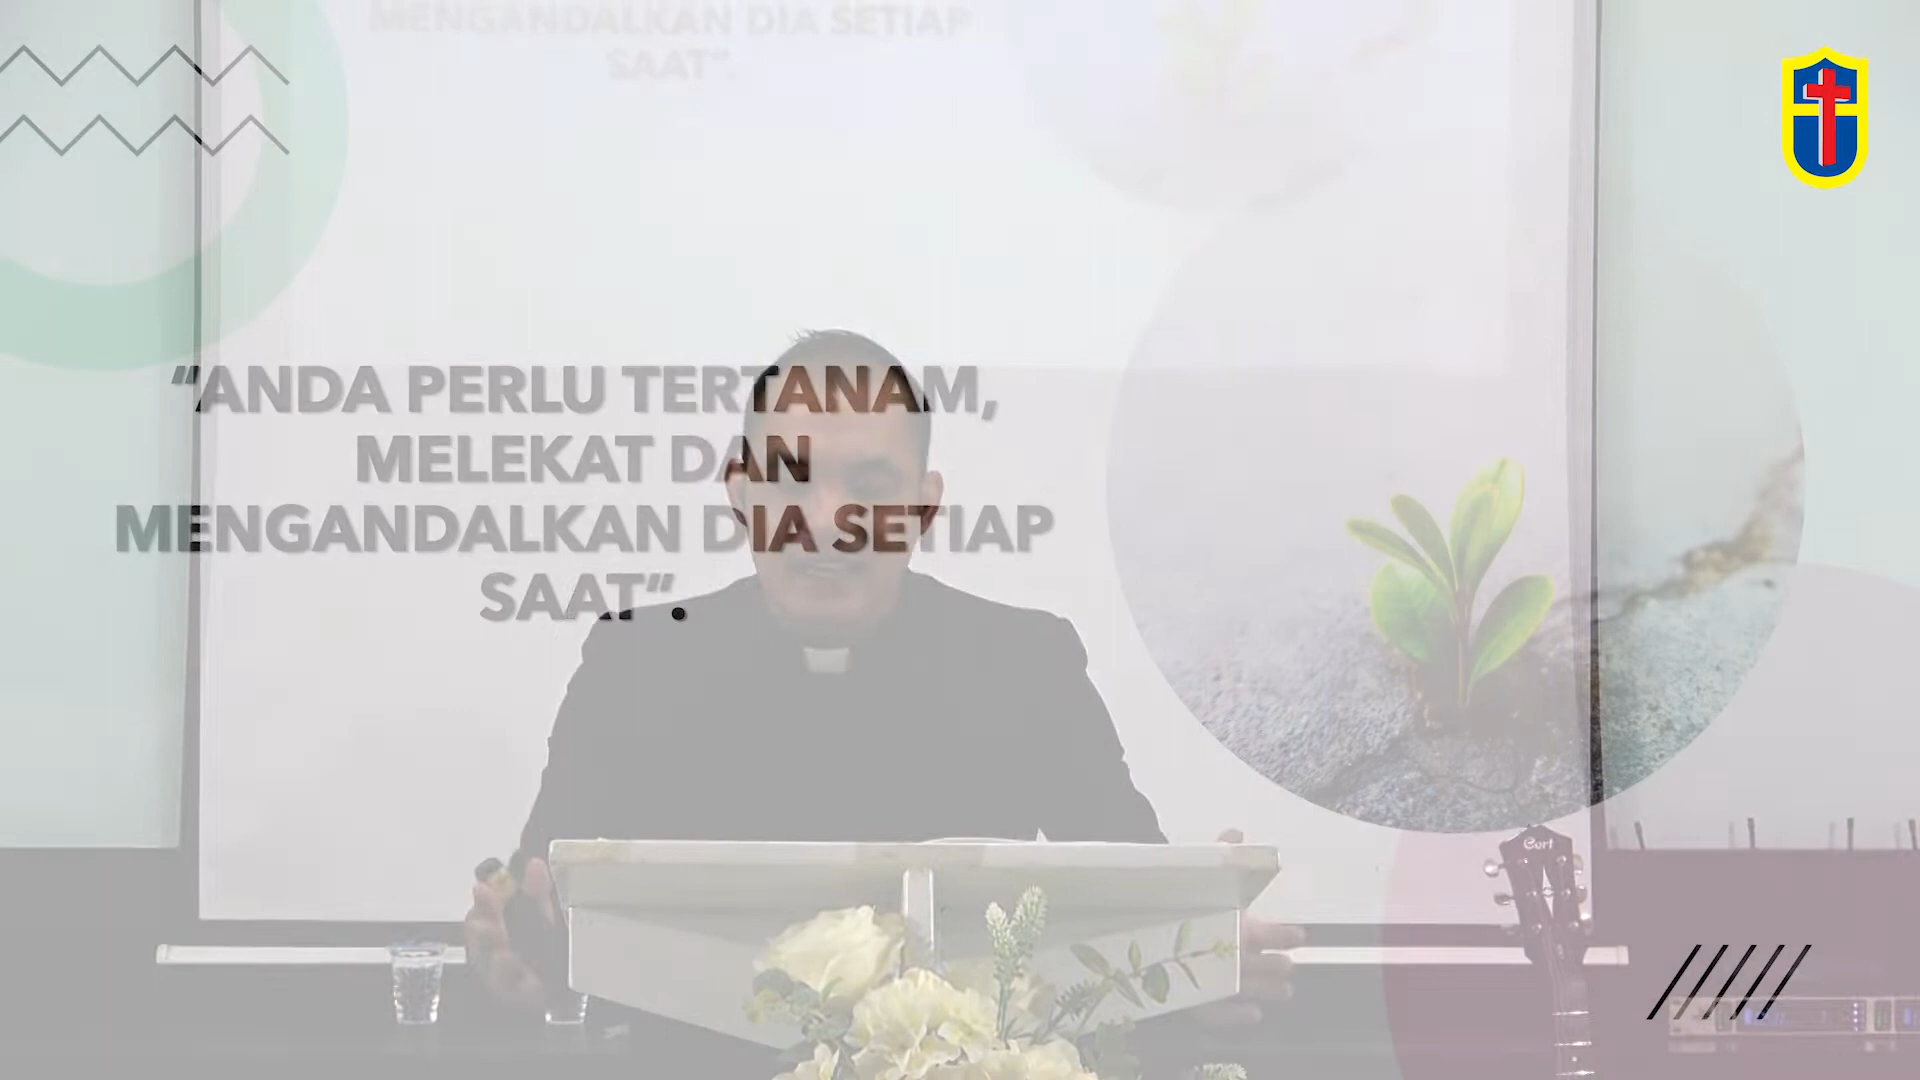 MENGANDALKAN DIA SETIAP
SAAT”.
“ANDA PERLU TERTANAM,
MELEKAT DAN
MENGANDALKAN DIA SETIAP
SAAT”.
Cort